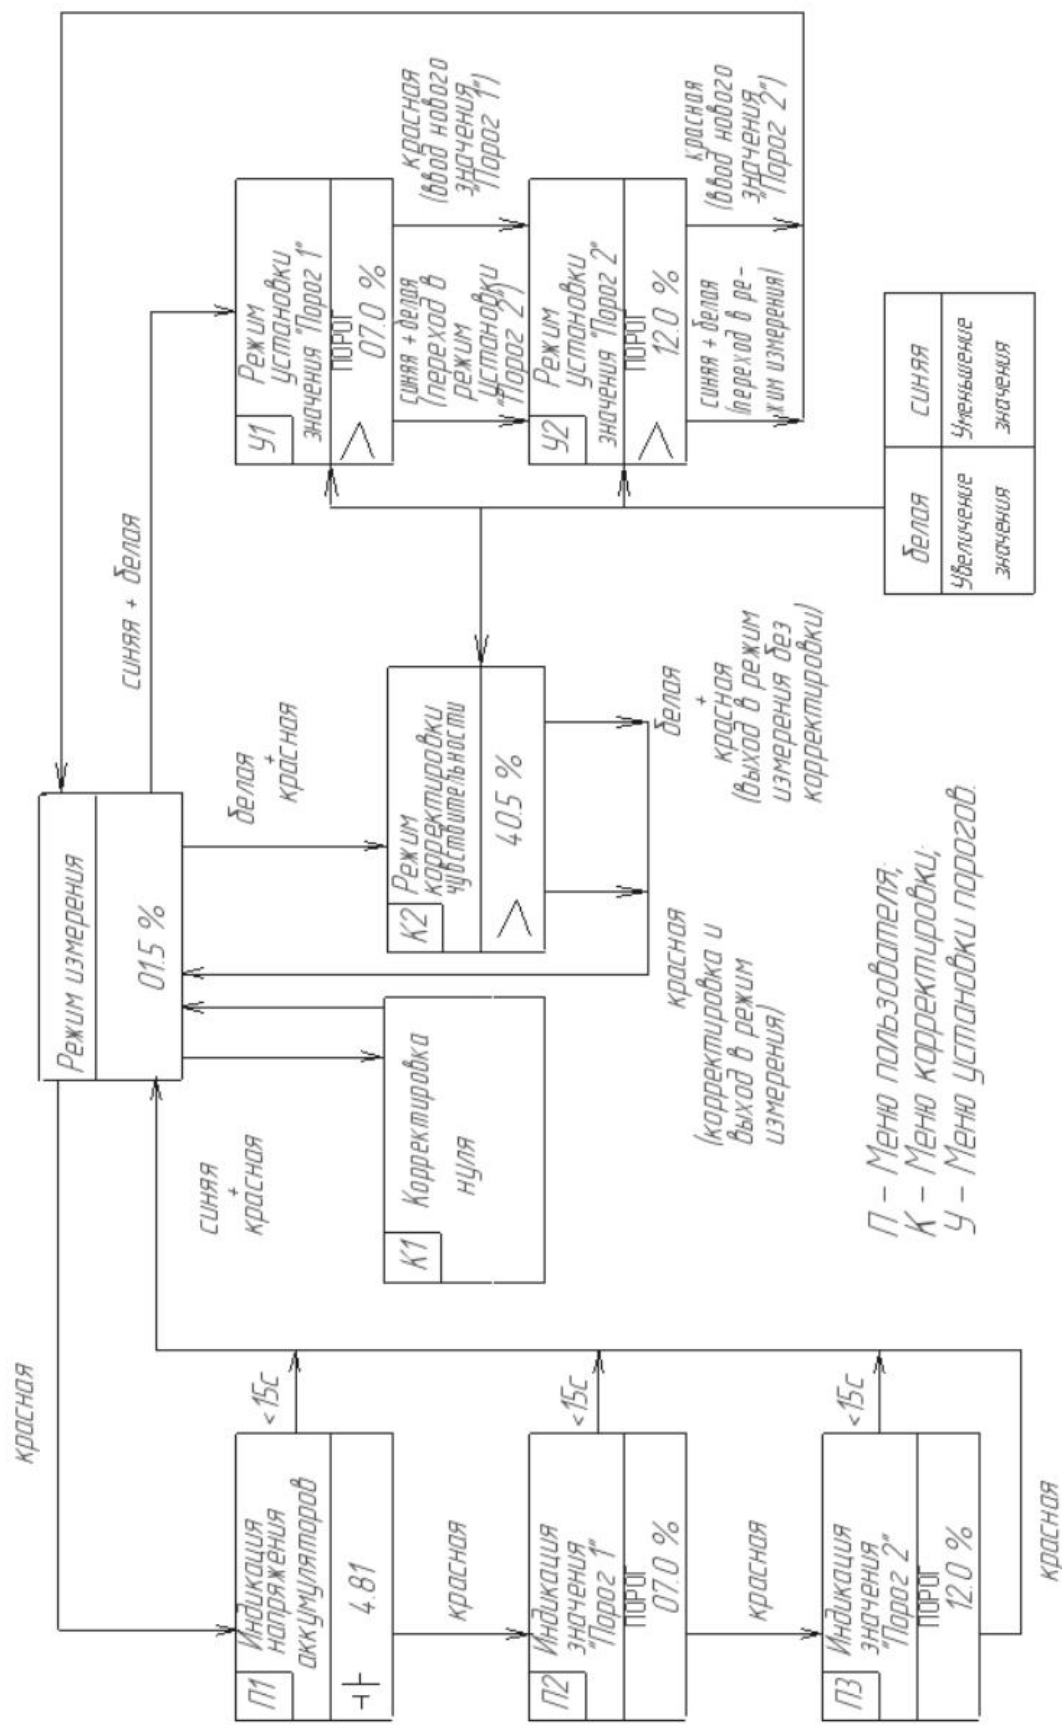 Режим измерения
01.5 %
красная
синяя
+
красная
белая
+
красная
синяя + белая
П1
Индикация
напряжения
аккумуляторов
4.81
<15с
красная
П2
Индикация
значения
"Порог 1"
ПОРОГ
07.0 %
<15с
красная
П3
Индикация
значения
"Порог 2"
ПОРОГ
12.0 %
<15с
красная
К1
Корректировка
нуля
К2
Режим
корректировки
чувствительности
>
40.5 %
красная
(корректировка и
выход в режим
измерения)
белая
+
красная
(выход в режим
измерения без
корректировки)
У1
Режим
установки
значения "Порог 1"
ПОРОГ
>
07.0 %
синяя + белая
(переход в
режим
установки
"Порог 2")
красная
(ввод нового
значения
"Порог 1")
У2
Режим
установки
значения "Порог 2"
ПОРОГ
>
12.0 %
синяя + белая
(переход в ре-
жим измерения)
красная
(ввод нового
значения
"Порог 2")
белая
синяя
Увеличение
значения
Уменьшение
значения
П - Меню пользователя;
К - Меню корректировки;
У - Меню установки порогов.